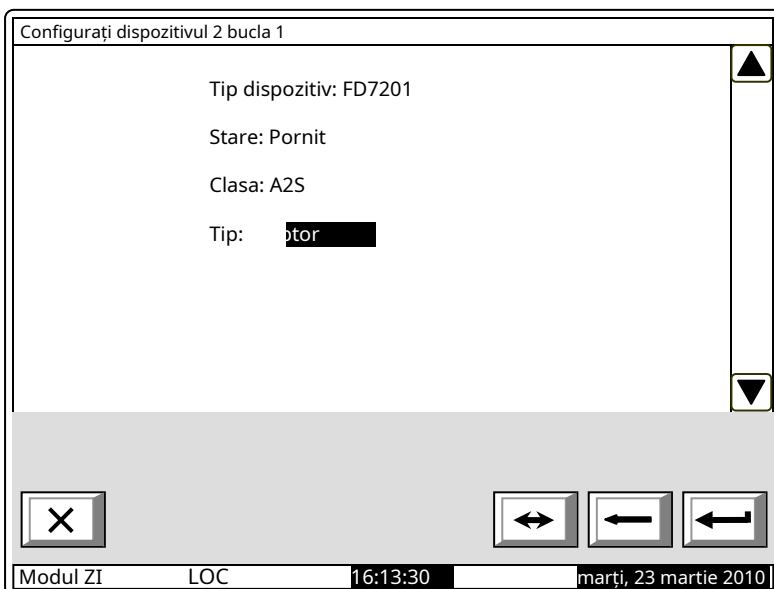 Configurați dispozitivul 2 bucla 1
Tip dispozitiv: FD7201
Stare: Pornit
Clasa: A2S
Tip:
Modul ZI LOC 16:13:30 marți, 23 martie 2010